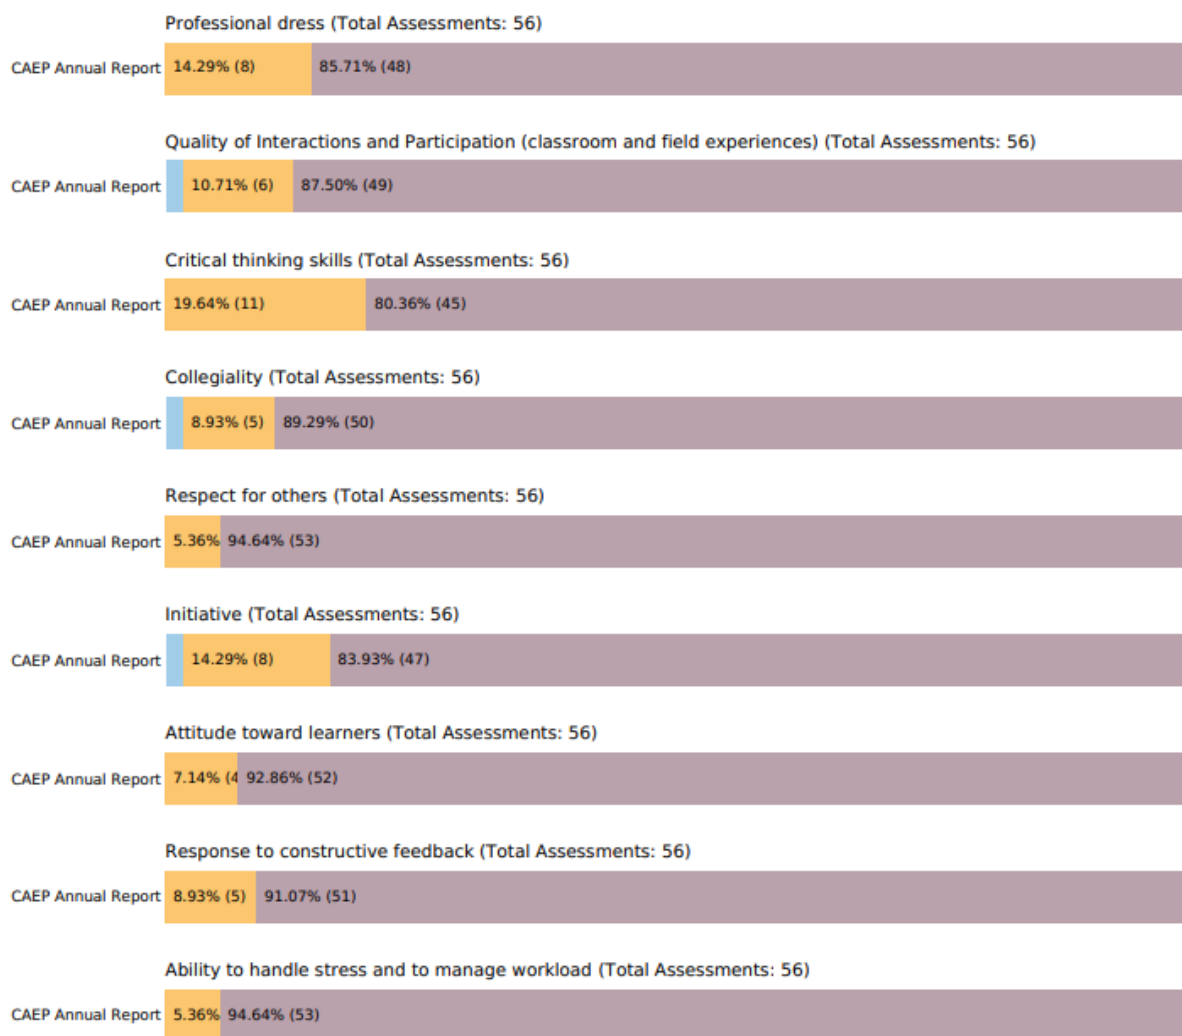 Professional dress (Total Assessments: 56)
CAEP Annual Report 14.29% (8) 85.71% (48)
Quality of Interactions and Participation (classroom and field experiences) (Total Assessments: 56)
CAEP Annual Report 10.71% (6) 87.50% (49)
Critical thinking skills (Total Assessments: 56)
CAEP Annual Report 19.64% (11) 80.36% (45)
Collegiality (Total Assessments: 56)
CAEP Annual Report 8.93% (5) 89.29% (50)
Respect for others (Total Assessments: 56)
CAEP Annual Report 5.36% 94.64% (53)
Initiative (Total Assessments: 56)
CAEP Annual Report 14.29% (8) 83.93% (47)
Attitude toward learners (Total Assessments: 56)
CAEP Annual Report 7.14% (4 92.86% (52)
Response to constructive feedback (Total Assessments: 56)
CAEP Annual Report 8.93% (5) 91.07% (51)
Ability to handle stress and to manage workload (Total Assessments: 56)
CAEP Annual Report 5.36% 94.64% (53)